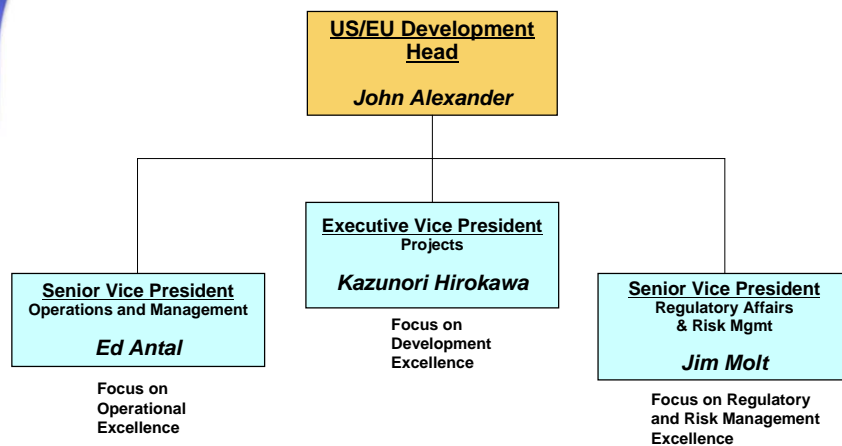 US/EU Development
Head
John Alexander
Executive Vice President
Projects
Kazunori Hirokawa
Focus on
Development
Excellence
Senior Vice President
Operations and Management
Ed Antal
Focus on
Operational
Excellence
Senior Vice President
Regulatory Affairs
& Risk Mgmt
Jim Molt
Focus on Regulatory
and Risk Management
Excellence